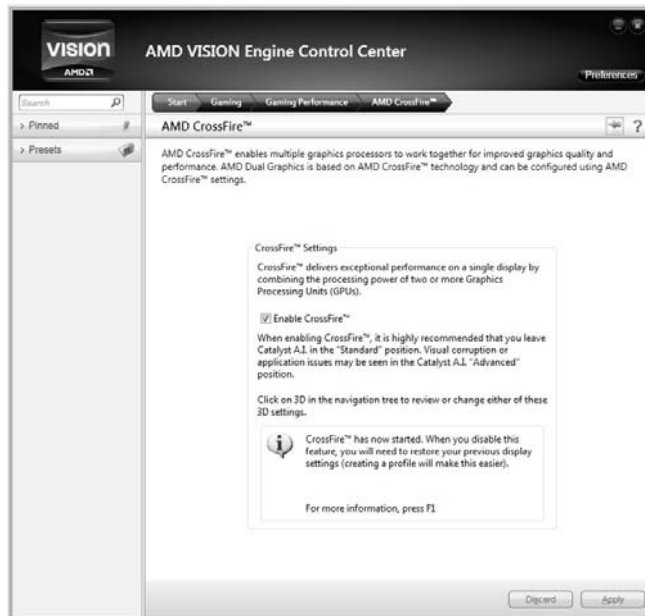 VISION
AMD
AMD VISION Engine Control Center
Preferences
Search
Start Gaming Gaming Performance AMD CrossFire™
> Pinned
AMD CrossFire™
?
> Presets
AMD CrossFire™ enables multiple graphics processors to work together for improved graphics quality and
performance. AMD Dual Graphics is based on AMD CrossFire™ technology and can be configured using AMD
CrossFire™ settings.
CrossFire™ Settings
CrossFire™ delivers exceptional performance on a single display by
combining the processing power of two or more Graphics
Processing Units (GPUs).
Enable CrossFire™
When enabling CrossFire™, it is highly recommended that you leave
Catalyst A.I. in the "Standard" position. Visual corruption or
application issues may be seen in the Catalyst A.I. "Advanced"
position.
Click on 3D in the navigation tree to review or change either of these
3D settings.
i
CrossFire™ has now started. When you disable this
feature, you will need to restore your previous display
settings (creating a profile will make this easier).
For more information, press F1
Discard Apply